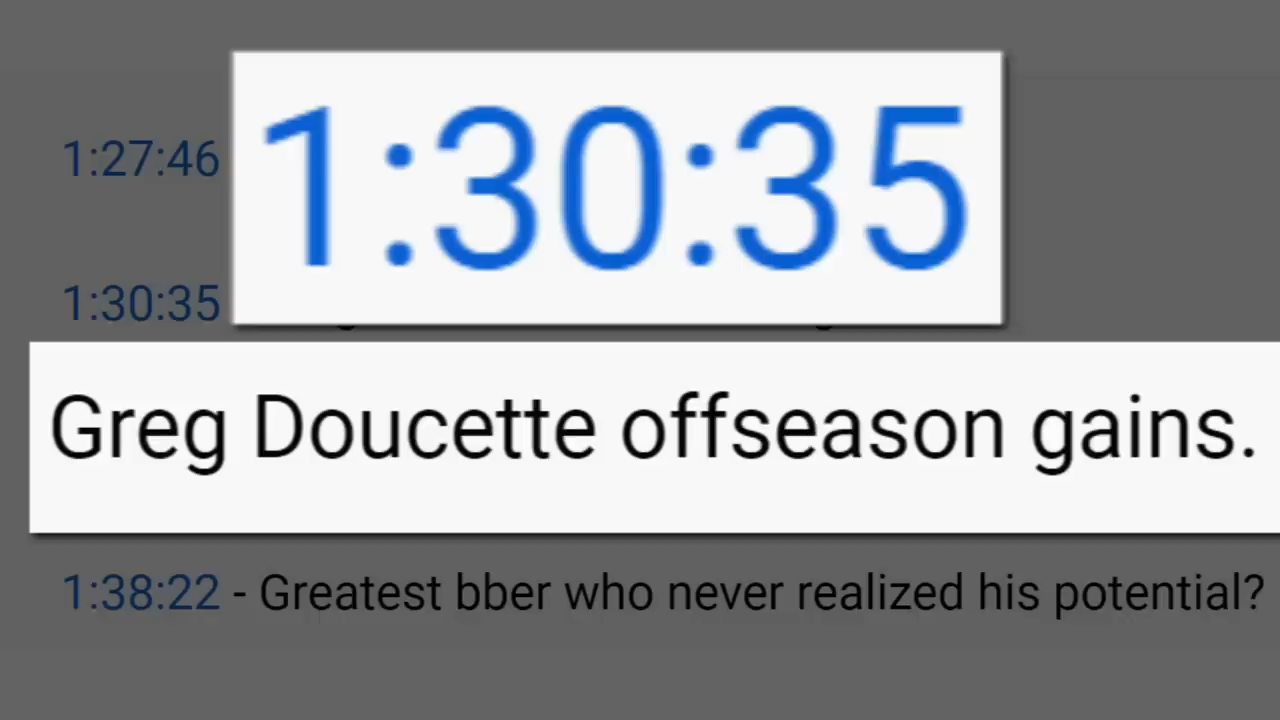 1:30:35
1:27:46
1:30:35
Greg Doucette offseason gains.
1:38:22 - Greatest bber who never realized his potential?